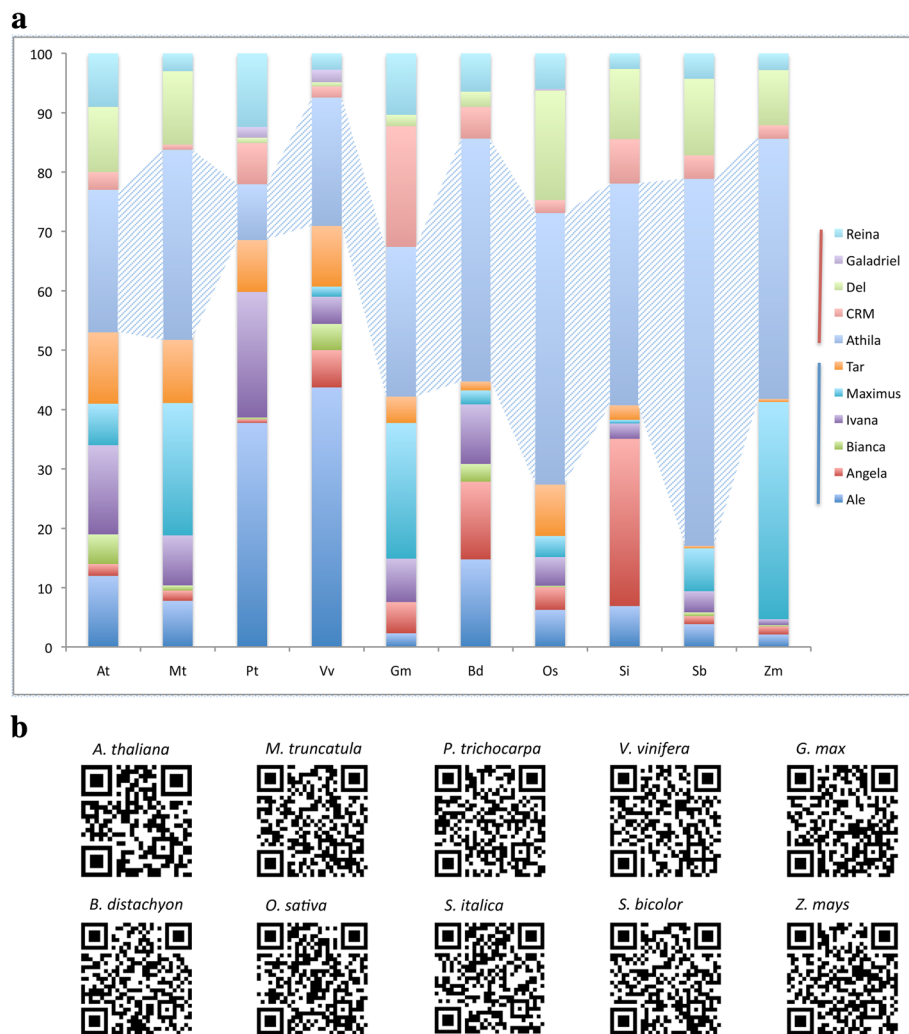 a
100
90
80
70
60
50
40
30
20
10
0
At Mt Pt Vv Gm Bd Os Si Sb Zm
Reina
Galadriel
Del
CRM
Athila
Tar
Maximus
Ivana
Bianca
Angela
Ale
b
A. thaliana M. truncatula P. trichocarpa V. vinifera G. max
B. distachyon O. sativa S. italica S. bicolor Z. mays